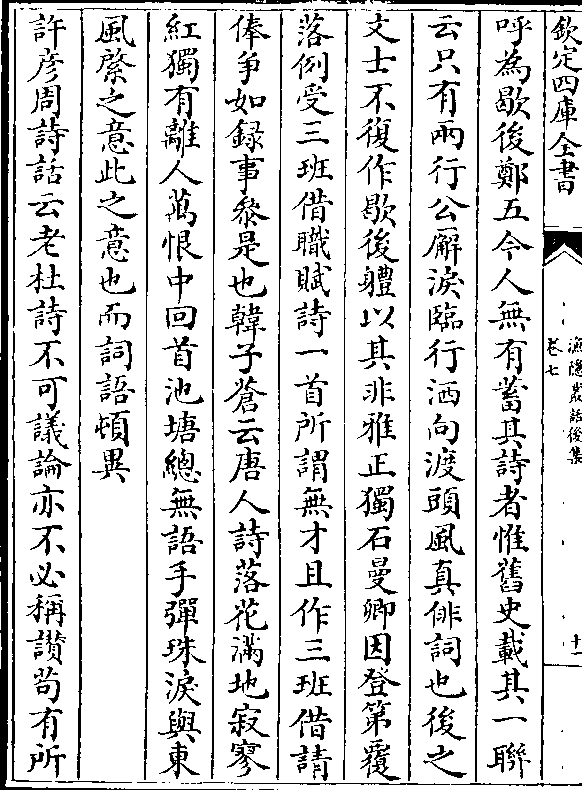 欽定四庫全書
漁隱叢話後集
卷七
十一
呼為歇後鄭五今人無有蓄其詩者惟舊史載其一聯
云只有兩行公廨淚臨行洒向渡頭風真俳詞也後之
文士不復作歇後體以其非雅正獨石曼卿因登第覆
落例受三班借職賦詩一首所謂無才且作三班借請
俸爭如録事叅是也韓子蒼云唐人詩落花滿地寂寥
紅獨有離人萬恨中回首池塘總無語手彈珠淚與東
風縻之意此之意也而詞語頓異
許彦周詩話云老杜詩不可議論亦不必稱讃茍有所